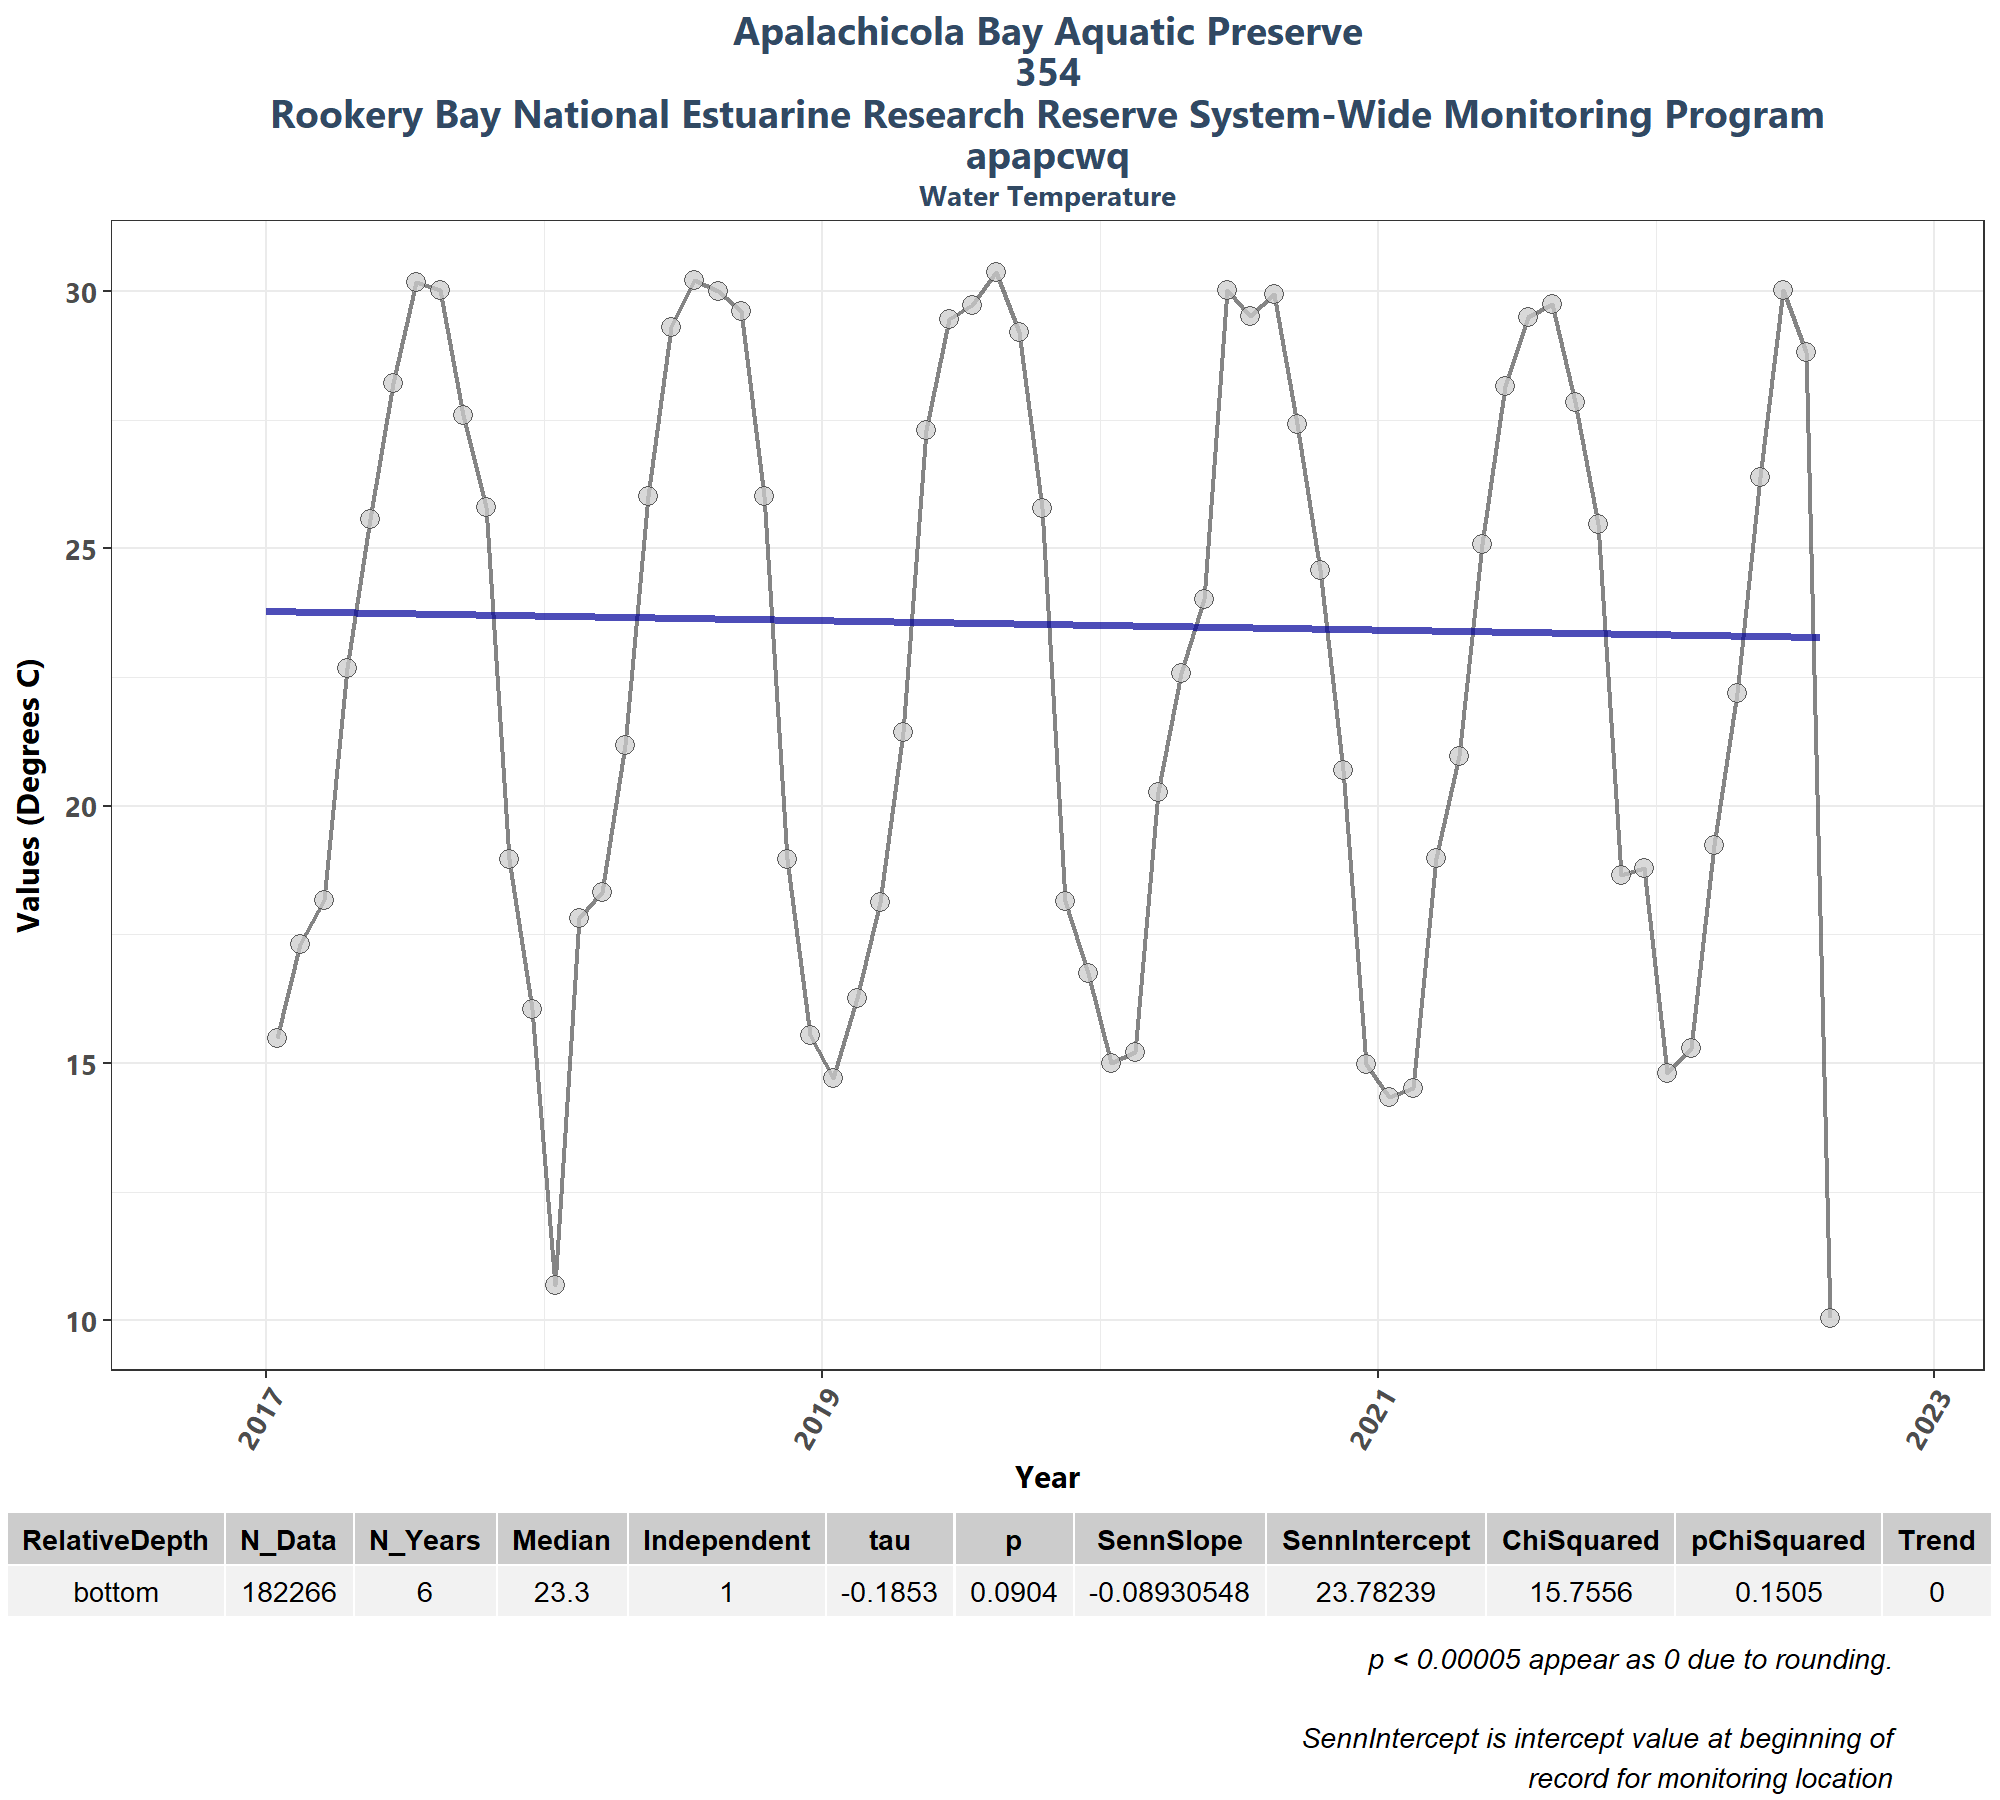 Apalachicola Bay Aquatic Preserve
354
Rookery Bay National Estuarine Research Reserve System-Wide Monitoring Program
apapcwq
Water Temperature
Values (Degrees C)
30
25
20
15
10
2017
2019
2021
2023
Year
RelativeDepth N_Data N_Years Median Independent tau p SennSlope SennIntercept ChiSquared pChiSquared Trend
bottom 182266 6 23.3 1 -0.1853 0.0904 -0.08930548 23.78239 15.7556 0.1505 0
p < 0.00005 appear as 0 due to rounding.
SennIntercept is intercept value at beginning of
record for monitoring location